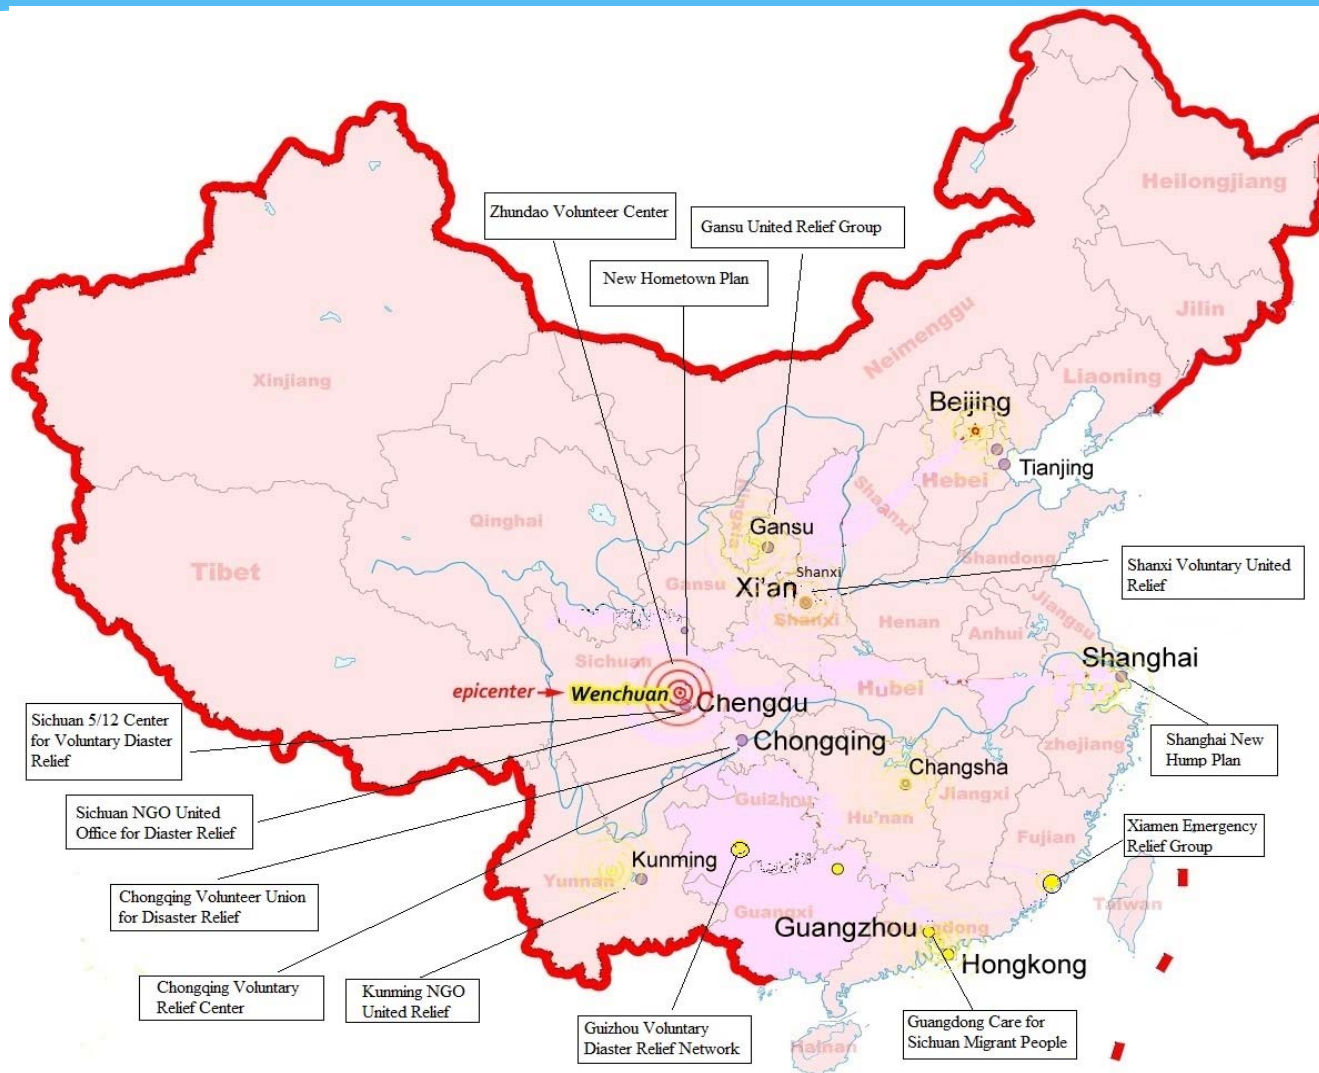 Heilongjiang
Zhundao Volunteer Center
Gansu United Relief Group
New Hometown Plan
Jilin
Neimenggu
Liaoning
Xinjiang
Beijing
Tianjing
Hebei
Ningxia
Shaanxi
Qinghai
Gansu
Shandong
Tibet
Gansu
Shanxi
Xi'an
Shanxi
Shanxi Voluntary United
Relief
Henan
Anhui
Jiangsu
Sichuan
Shanghai
epicenter
Wenchuan
Hubei
Chengdu
Sichuan 5/12 Center
for Voluntary Diaster
Relief
Chongqing
zhejiang
Shanghai New
Hump Plan
Changsha
Guizhou
Hu'nan
Jiangxi
Sichuan NGO United
Office for Diaster Relief
Fujian
Xiamen Emergency
Relief Group
Kunming
Yunnan
Taiwan
Chongqing Volunteer Union
for Disaster Relief
Guangxi
Guangzhou
Guangdong
Hongkong
Chongqing Voluntary
Relief Center
Kunming NGO
United Relief
Guizhou Voluntary
Diaster Relief Network
Guangdong Care for
Sichuan Migrant People
Hainan